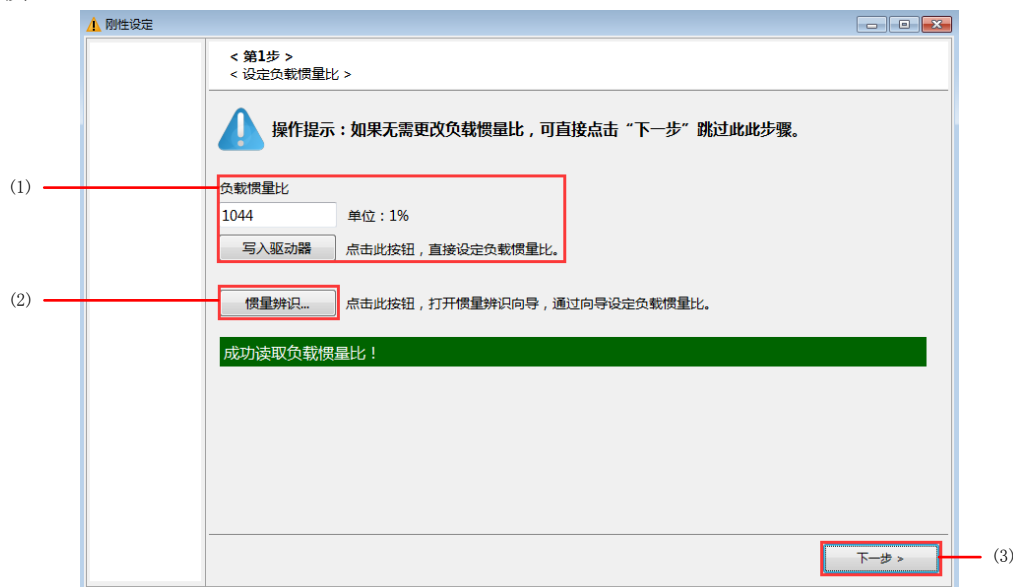 刚性设定
< 第1步 >
< 设定负载惯量比 >
操作提示：如果无需更改负载惯量比，可直接点击“下一步”跳过此此步骤。
(1)
负载惯量比
1044 单位：1%
写入驱动器 点击此按钮，直接设定负载惯量比。
(2)
惯量辨识... 点击此按钮，打开惯量辨识向导，通过向导设定负载惯量比。
成功读取负载惯量比！
下一步 >
(3)